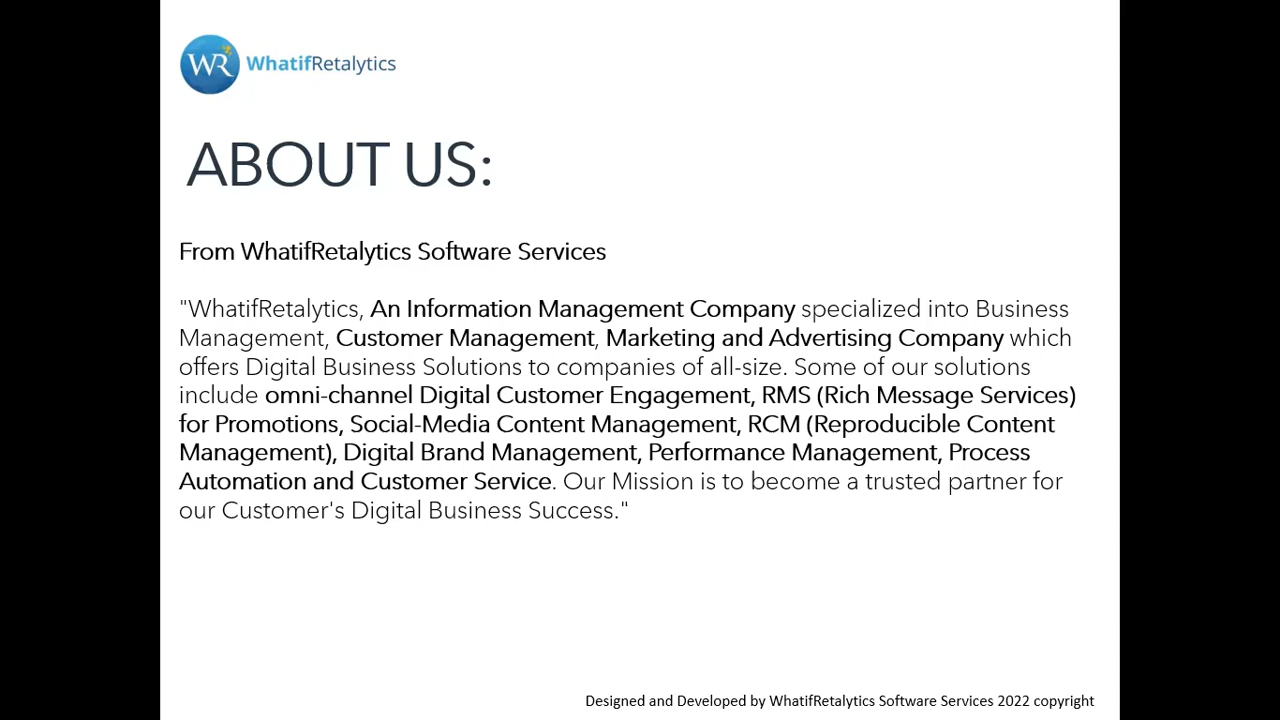 WR WhatifRetalytics
ABOUT US:
From WhatifRetalytics Software Services
"WhatifRetalytics, An Information Management Company specialized into Business
Management, Customer Management, Marketing and Advertising Company which
offers Digital Business Solutions to companies of all-size. Some of our solutions
include omni-channel Digital Customer Engagement, RMS (Rich Message Services)
for Promotions, Social-Media Content Management, RCM (Reproducible Content
Management), Digital Brand Management, Performance Management, Process
Automation and Customer Service. Our Mission is to become a trusted partner for
our Customer's Digital Business Success."
Designed and Developed by WhatifRetalytics Software Services 2022 copyright